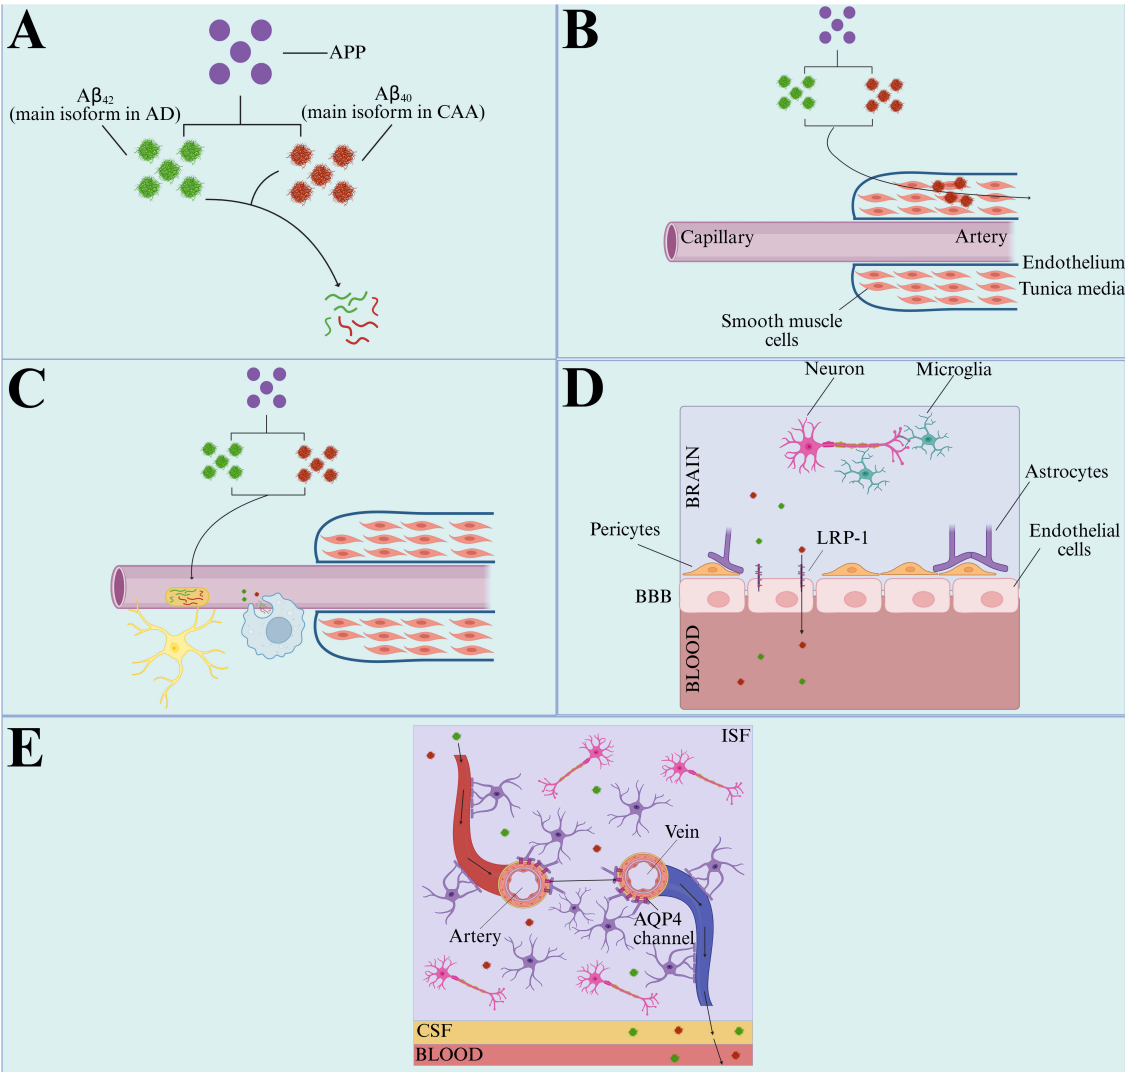 A
APP
Aβ₄₂
(main isoform in AD)
Aβ₄₀
(main isoform in CAA)
B
Capillary
Artery
Endothelium
Tunica media
Smooth muscle
cells
C
D
Neuron
Microglia
BRAIN
Astrocytes
Pericytes
LRP-1
Endothelial
cells
BBB
BLOOD
E
ISF
Vein
Artery
AQP4
channel
CSF
BLOOD